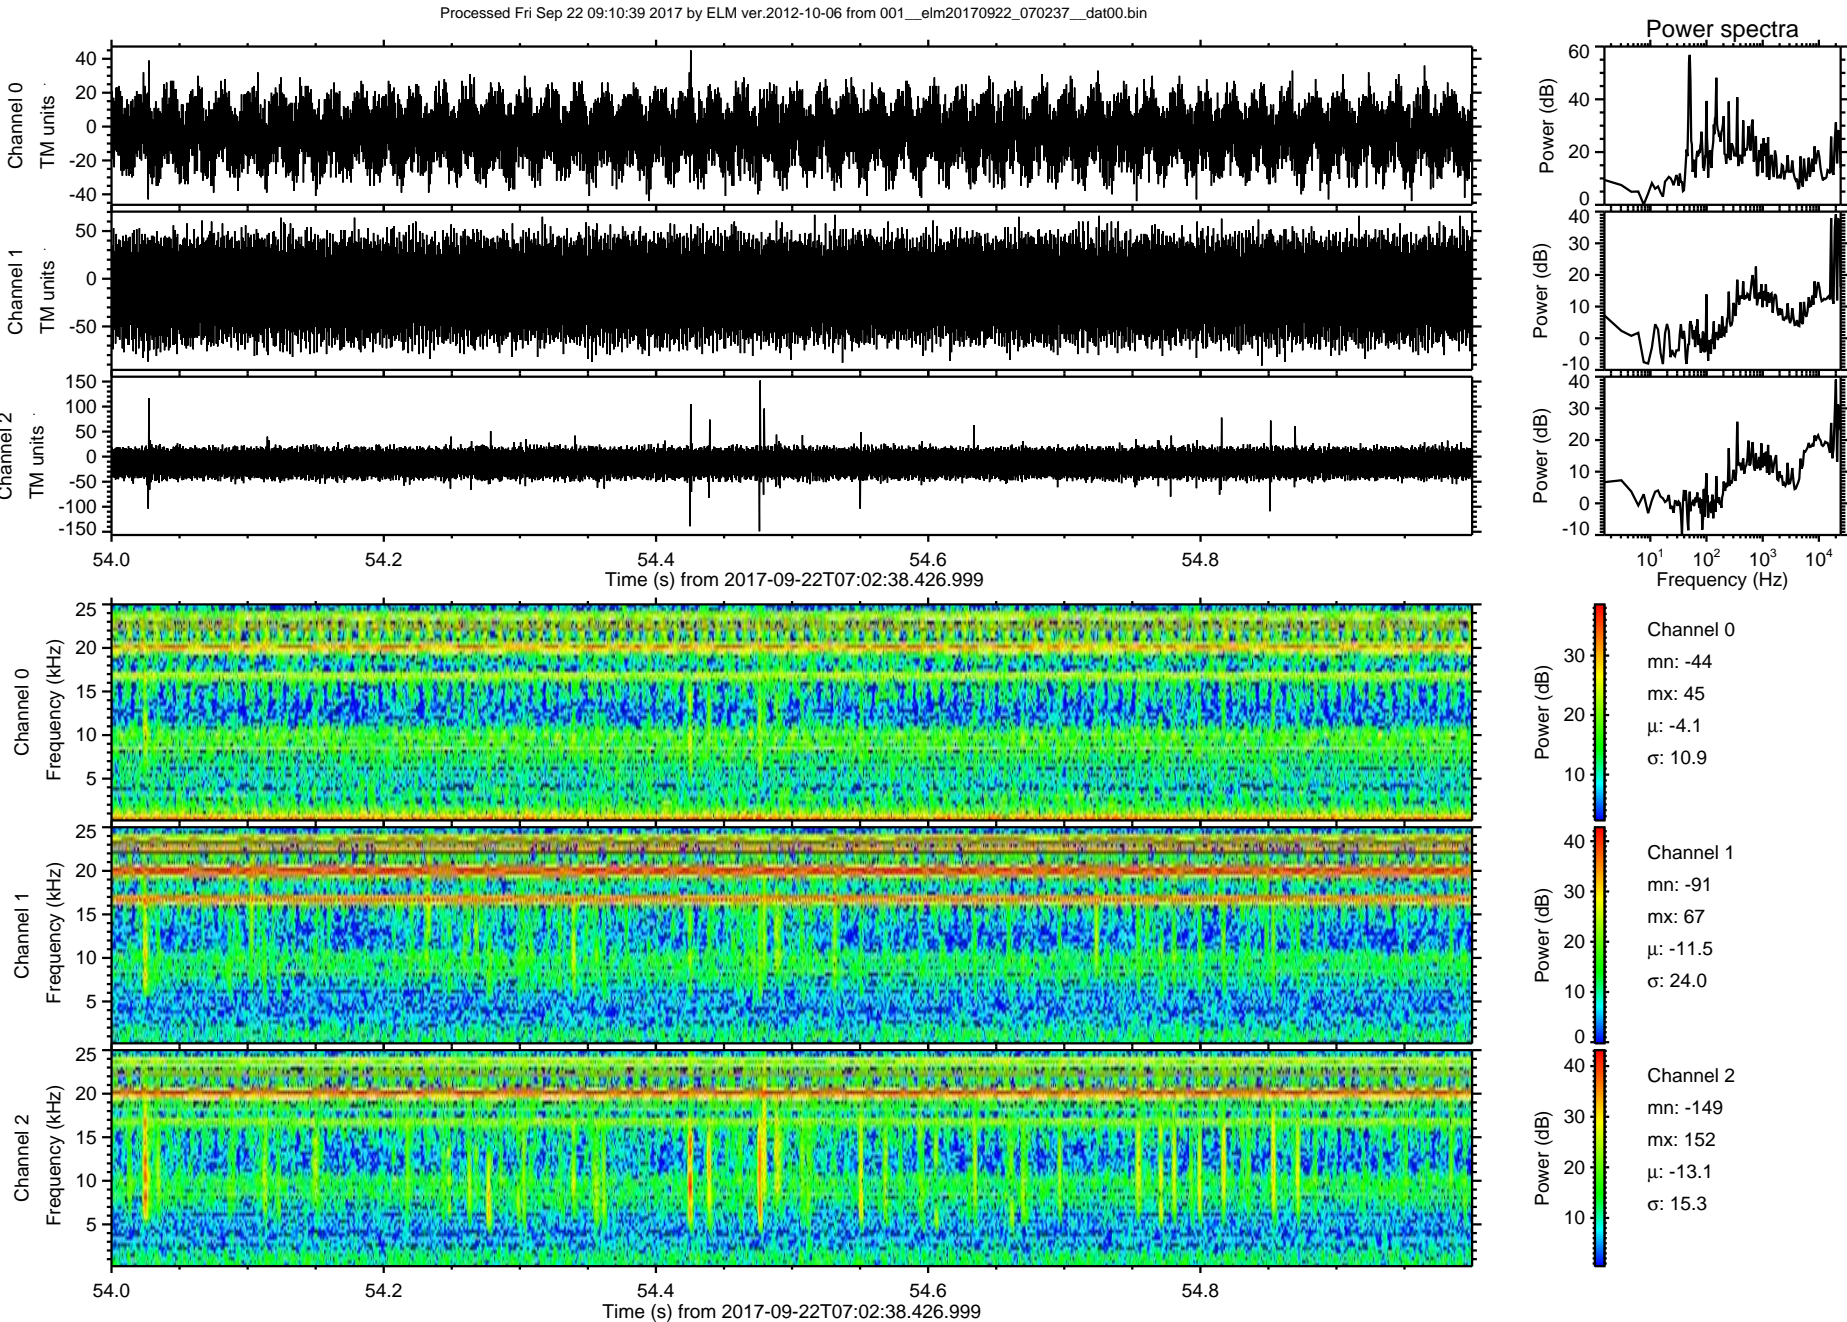 Processed Fri Sep 22 09:10:39 2017 by ELM ver.2012-10-06 from 001__elm20170922_070237__dat00.bin
Power spectra
Channel 0
TM units
40
20
0
-20
-40
Power (dB)
60
40
20
0
Channel 1
TM units
50
0
-50
Power (dB)
40
30
20
10
0
-10
Channel 2
TM units
150
100
50
0
-50
-100
-150
Power (dB)
40
30
20
10
0
-10
54.0 54.2 54.4 54.6 54.8
Time (s) from 2017-09-22T07:02:38.426.999
10^1 10^2 10^3 10^4
Frequency (Hz)
Channel 0
Frequency (kHz)
25
20
15
10
5
Power (dB)
30
20
10
Channel 0
mn: -44
mx: 45
μ: -4.1
σ: 10.9
Channel 1
Frequency (kHz)
25
20
15
10
5
Power (dB)
40
30
20
10
0
Channel 1
mn: -91
mx: 67
μ: -11.5
σ: 24.0
Channel 2
Frequency (kHz)
25
20
15
10
5
Power (dB)
40
30
20
10
Channel 2
mn: -149
mx: 152
μ: -13.1
σ: 15.3
54.0 54.2 54.4 54.6 54.8
Time (s) from 2017-09-22T07:02:38.426.999